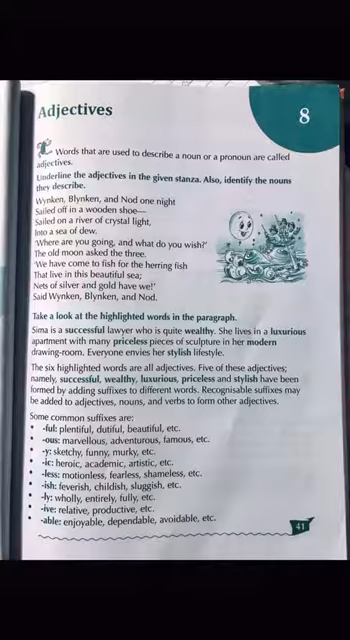 Adjectives
8
Words that are used to describe a noun or a pronoun are called
adjectives.
Underline the adjectives in the given stanza. Also, identify the nouns
they describe.
Wynken, Blynken, and Nod one night
Sailed off in a wooden shoe—
Sailed on a river of crystal light,
Into a sea of dew.
'Where are you going, and what do you wish?'
The old moon asked the three.
'We have come to fish for the herring fish
That live in this beautiful sea;
Nets of silver and gold have we!'
Said Wynken, Blynken, and Nod.
Take a look at the highlighted words in the paragraph.
Sima is a successful lawyer who is quite wealthy. She lives in a luxurious
apartment with many priceless pieces of sculpture in her modern
drawing-room. Everyone envies her stylish lifestyle.
The six highlighted words are all adjectives. Five of these adjectives;
namely, successful, wealthy, luxurious, priceless and stylish have been
formed by adding suffixes to different words. Recognisable suffixes may
be added to adjectives, nouns, and verbs to form other adjectives.
Some common suffixes are:
• -ful: plentiful, dutiful, beautiful, etc.
• -ous: marvellous, adventurous, famous, etc.
• -y: sketchy, funny, murky, etc.
• -ic: heroic, academic, artistic, etc.
• -less: motionless, fearless, shameless, etc.
• -ish: feverish, childish, sluggish, etc.
• -ly: wholly, entirely, fully, etc.
• -ive: relative, productive, etc.
• -able: enjoyable, dependable, avoidable, etc.
41